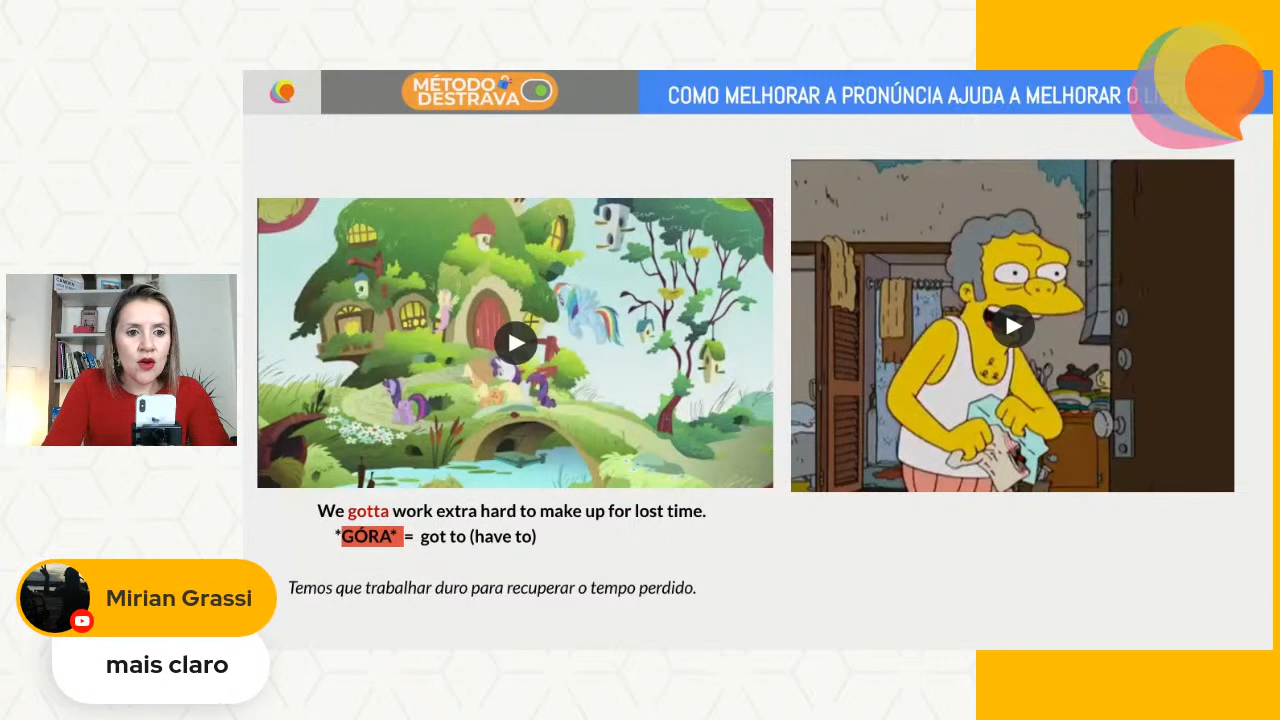 MÉTODO
DESTRAVA
COMO MELHORAR A PRONÚNCIA AJUDA A MELHORAR O
We gotta work extra hard to make up for lost time.
*GÓRA* = got to (have to)
Temos que trabalhar duro para recuperar o tempo perdido.
Mirian Grassi
mais claro